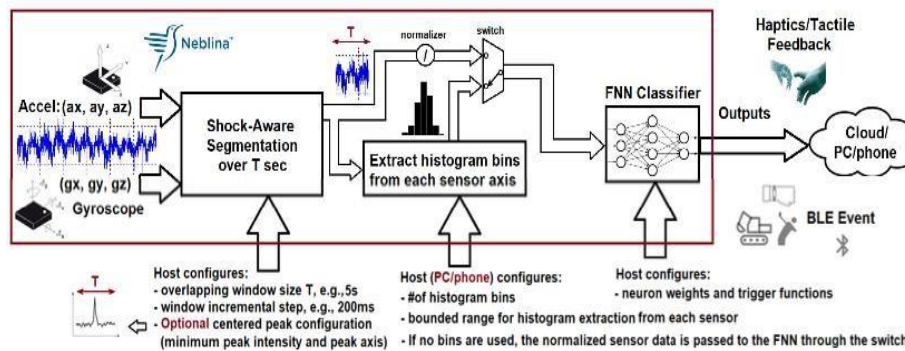 Neblina™
Accel: (ax, ay, az)
(gx, gy, gz)
Gyroscope
Shock-Aware
Segmentation
over T sec
T
normalizer
switch
Extract histogram bins
from each sensor axis
FNN Classifier
Outputs
Haptics/Tactile
Feedback
Cloud/
PC/phone
BLE Event
T
Host configures:
- overlapping window size T, e.g.,5s
- window incremental step, e.g., 200ms
- Optional centered peak configuration
(minimum peak intensity and peak axis)
Host (PC/phone) configures:
- #of histogram bins
- bounded range for histogram extraction from each sensor
- If no bins are used, the normalized sensor data is passed to the FNN through the switch
Host configures:
- neuron weights and trigger functions